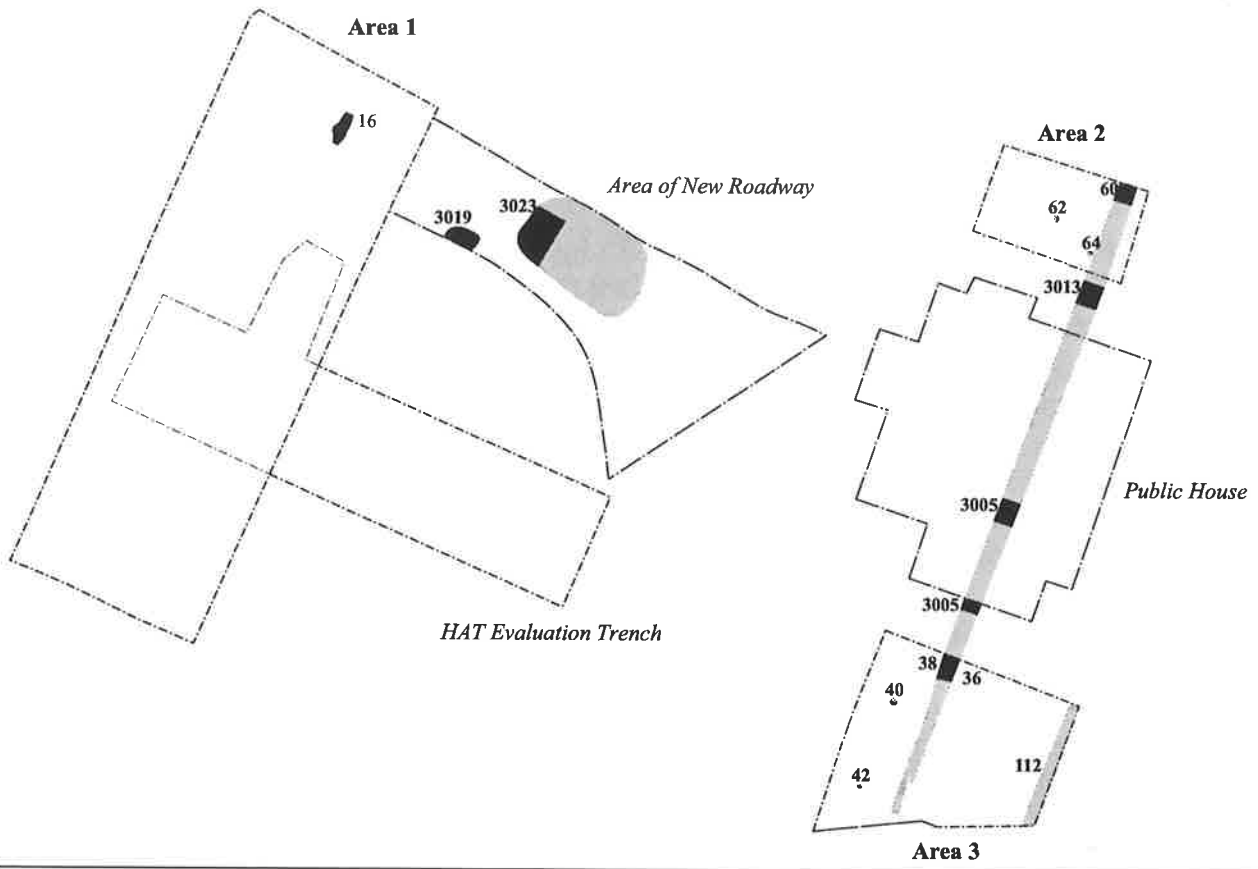 Area 1
16
Area 2
Area of New Roadway
60
62
3019
3023
64
3013
Public House
3005
3005
HAT Evaluation Trench
38
36
40
112
42
Area 3